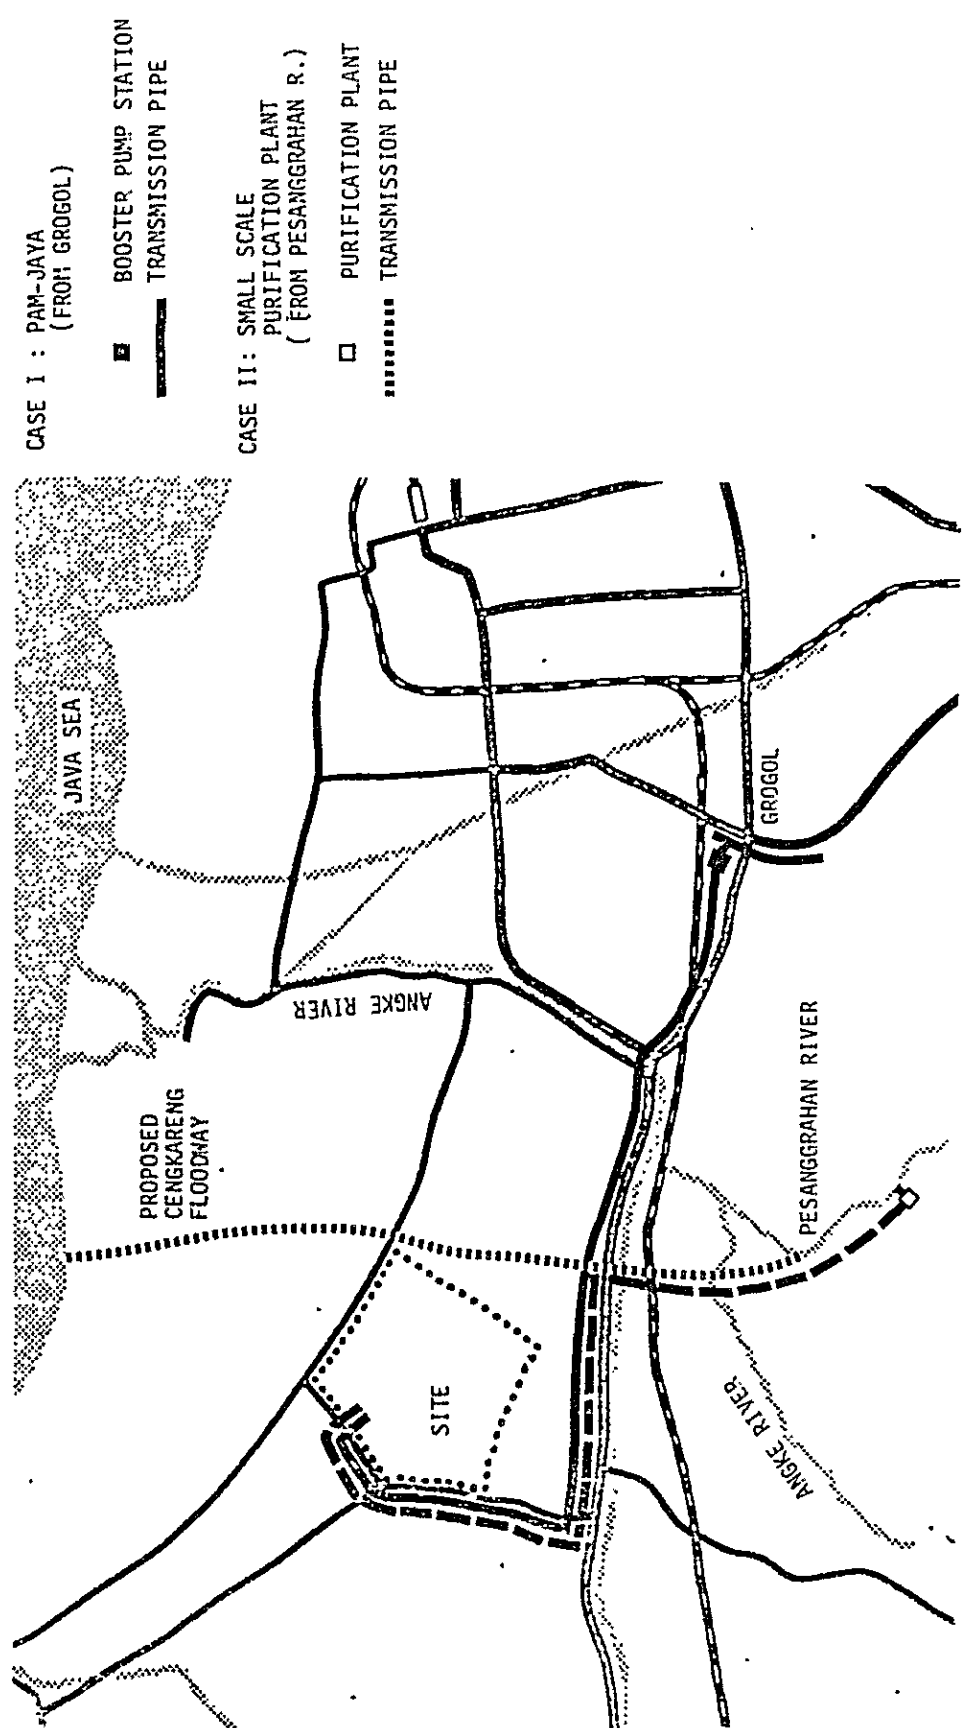 CASE I : PAM-JAYA
(FROM GROGOL)
BOOSTER PUMP STATION
TRANSMISSION PIPE
CASE II: SMALL SCALE
PURIFICATION PLANT
( FROM PESANGGRAHAN R.)
PURIFICATION PLANT
TRANSMISSION PIPE
JAVA SEA
PROPOSED
CENGKARENG
FLOODWAY
ANGKE RIVER
GROGOL
SITE
PESANGGRAHAN RIVER
ANGKE RIVER